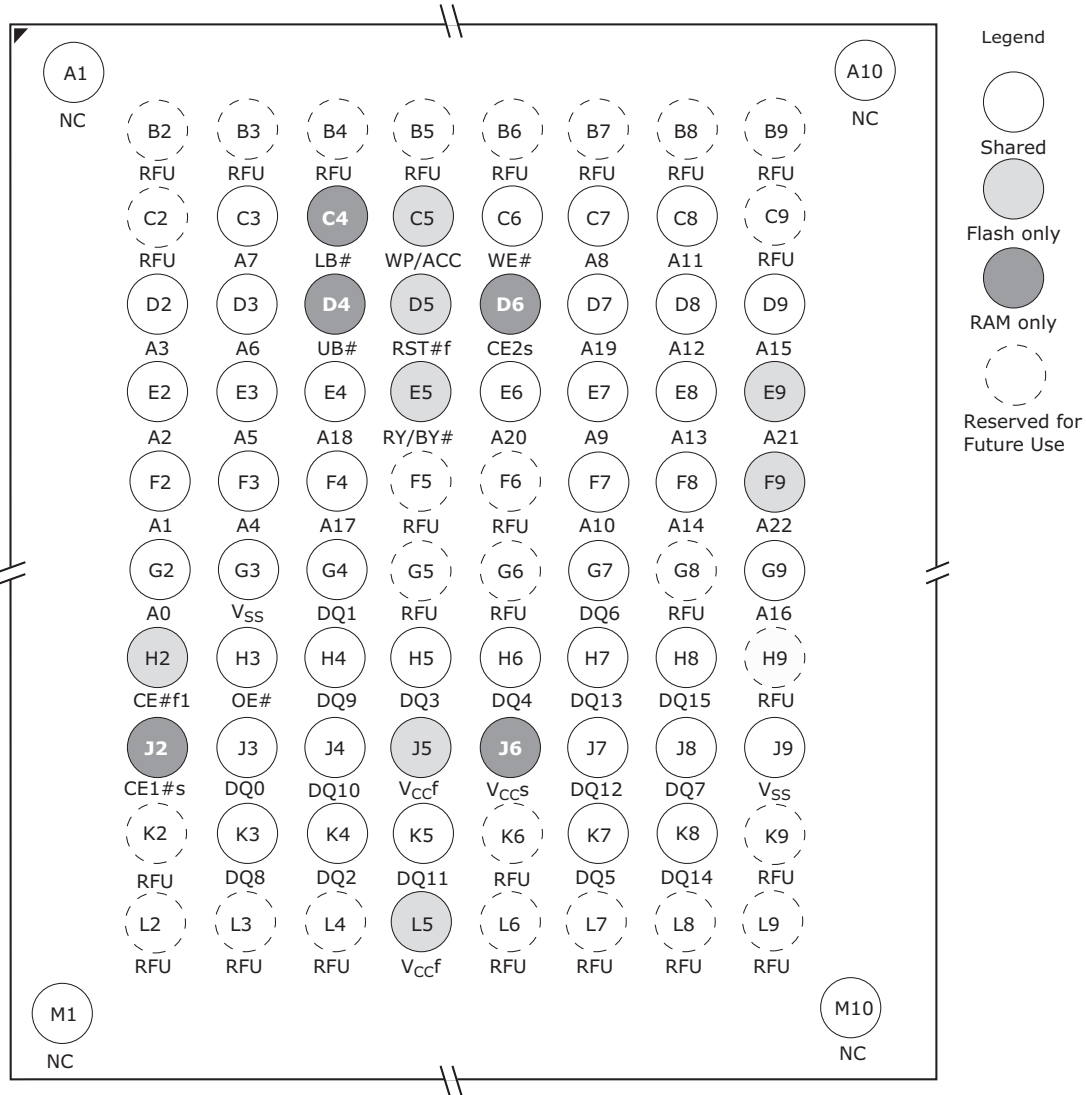 Legend
A1 A10
NC NC
Shared
B2 B3 B4 B5 B6 B7 B8 B9
RFU RFU RFU RFU RFU RFU RFU RFU
Flash only
C2 C3 C4 C5 C6 C7 C8 C9
RFU A7 LB# WP/ACC WE# A8 A11 RFU
RAM only
D2 D3 D4 D5 D6 D7 D8 D9
A3 A6 UB# RST#f CE2s A19 A12 A15
Reserved for
Future Use
E2 E3 E4 E5 E6 E7 E8 E9
A2 A5 A18 RY/BY# A20 A9 A13 A21
F2 F3 F4 F5 F6 F7 F8 F9
A1 A4 A17 RFU RFU A10 A14 A22
G2 G3 G4 G5 G6 G7 G8 G9
A0 VSS DQ1 RFU RFU DQ6 RFU A16
H2 H3 H4 H5 H6 H7 H8 H9
CE#f1 OE# DQ9 DQ3 DQ4 DQ13 DQ15 RFU
J2 J3 J4 J5 J6 J7 J8 J9
CE1#s DQ0 DQ10 VCCf VCCs DQ12 DQ7 VSS
K2 K3 K4 K5 K6 K7 K8 K9
RFU DQ8 DQ2 DQ11 RFU DQ5 DQ14 RFU
L2 L3 L4 L5 L6 L7 L8 L9
RFU RFU RFU VCCf RFU RFU RFU RFU
M1 M10
NC NC